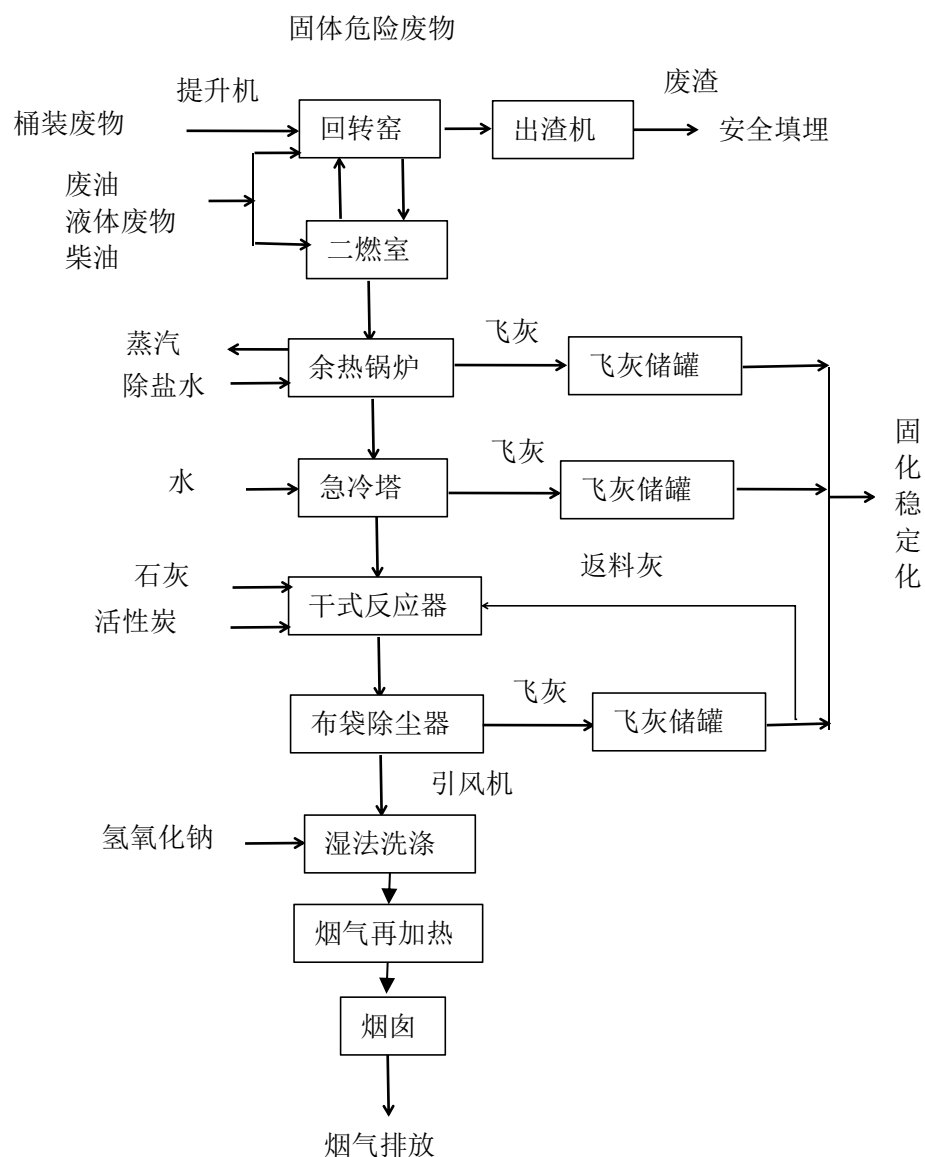 固体危险废物
提升机
废渣
桶装废物
回转窑
出渣机
安全填埋
废油
液体废物
柴油
二燃室
蒸汽
除盐水
余热锅炉
飞灰
飞灰储罐
固化稳定化
水
急冷塔
飞灰
飞灰储罐
石灰
活性炭
干式反应器
返料灰
布袋除尘器
飞灰
飞灰储罐
引风机
氢氧化钠
湿法洗涤
烟气再加热
烟囱
烟气排放